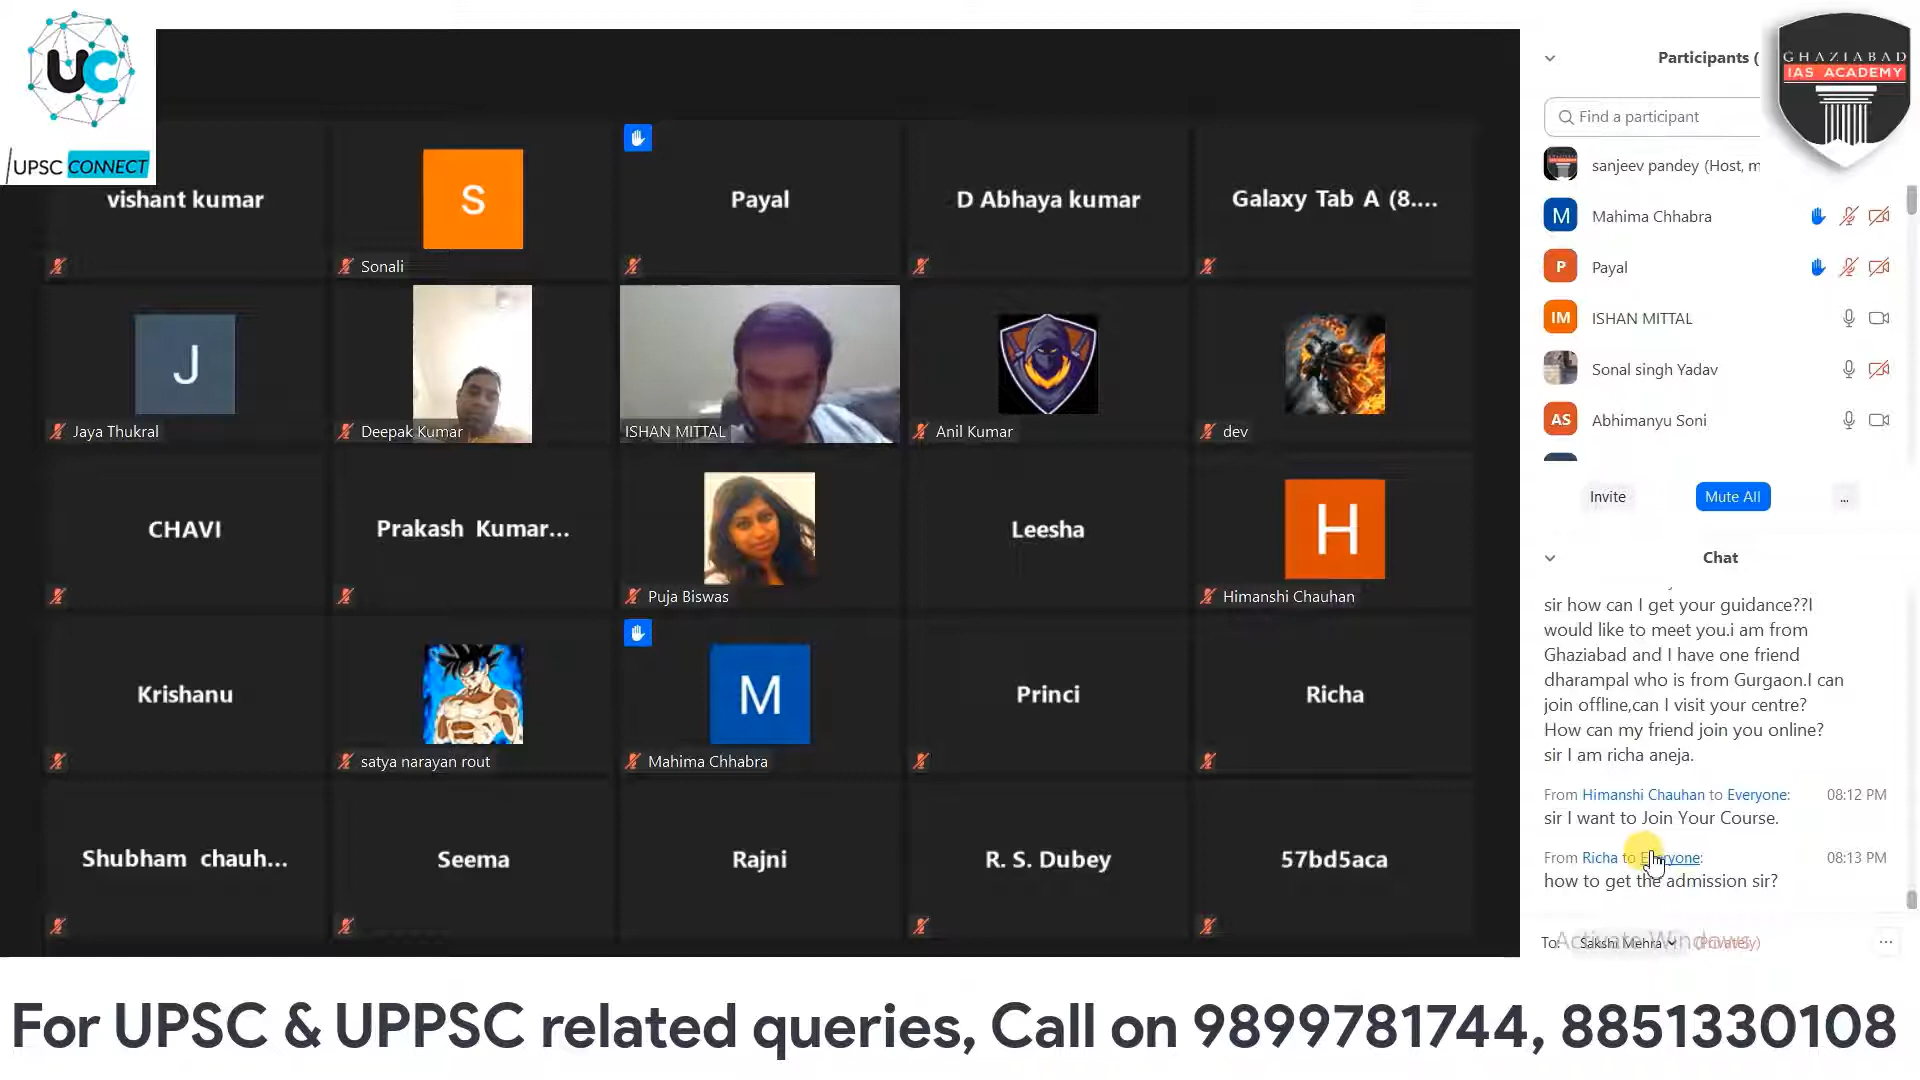 UC
UPSC CONNECT
GHAZIABAD
IAS ACADEMY
vishant kumar
S
Sonali
Payal
D Abhaya kumar
Galaxy Tab A (8....
J
Jaya Thukral
Deepak Kumar
ISHAN MITTAL
Anil Kumar
dev
CHAVI
Prakash Kumar...
Puja Biswas
Leesha
H
Himanshi Chauhan
Krishanu
satya narayan rout
M
Mahima Chhabra
Princi
Richa
Shubham chauh...
Seema
Rajni
R. S. Dubey
57bd5aca
Participants (
Find a participant
sanjeev pandey (Host, m
M Mahima Chhabra
P Payal
IM ISHAN MITTAL
Sonal singh Yadav
AS Abhimanyu Soni
Invite Mute All ...
Chat
sir how can I get your guidance??I
would like to meet you.i am from
Ghaziabad and I have one friend
dharampal who is from Gurgaon.I can
join offline,can I visit your centre?
How can my friend join you online?
sir I am richa aneja.
From Himanshi Chauhan to Everyone: 08:12 PM
sir I want to Join Your Course.
From Richa to Everyone: 08:13 PM
how to get the admission sir?
To: Sakshi Mehra (Privately)
Activate Windows
For UPSC & UPPSC related queries, Call on 9899781744, 8851330108